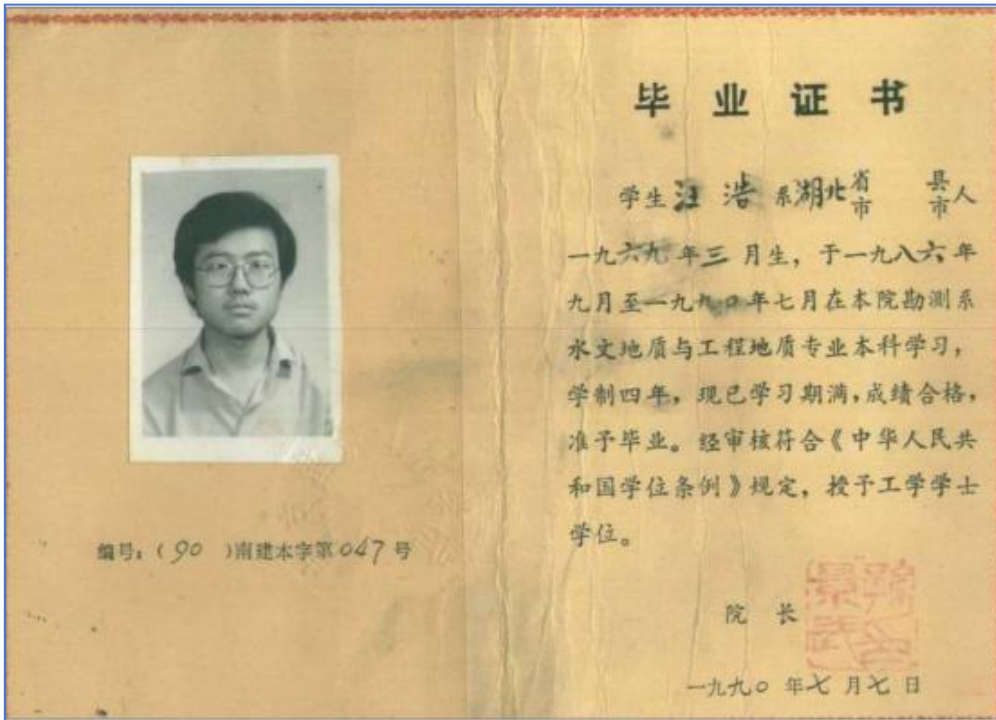 毕业证书
学生汪浩系湖北省市 县市人
一九六九年三月生，于一九八六年
九月至一九九〇年七月在本院勘测系
水文地质与工程地质专业本科学习，
学制四年，现已学习期满，成绩合格，
准予毕业。经审核符合《中华人民共
和国学位条例》规定，授予工学学士
学位。
院长
一九九〇年七月七日
编号：（90 ）南建本字第047号